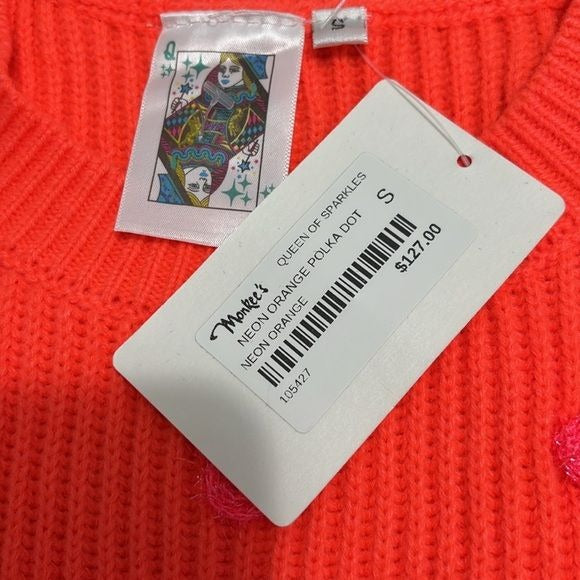 Q
S
Monkee's
QUEEN OF SPARKLES
NEON ORANGE POLKA DOT
S
NEON ORANGE
$127.00
105427